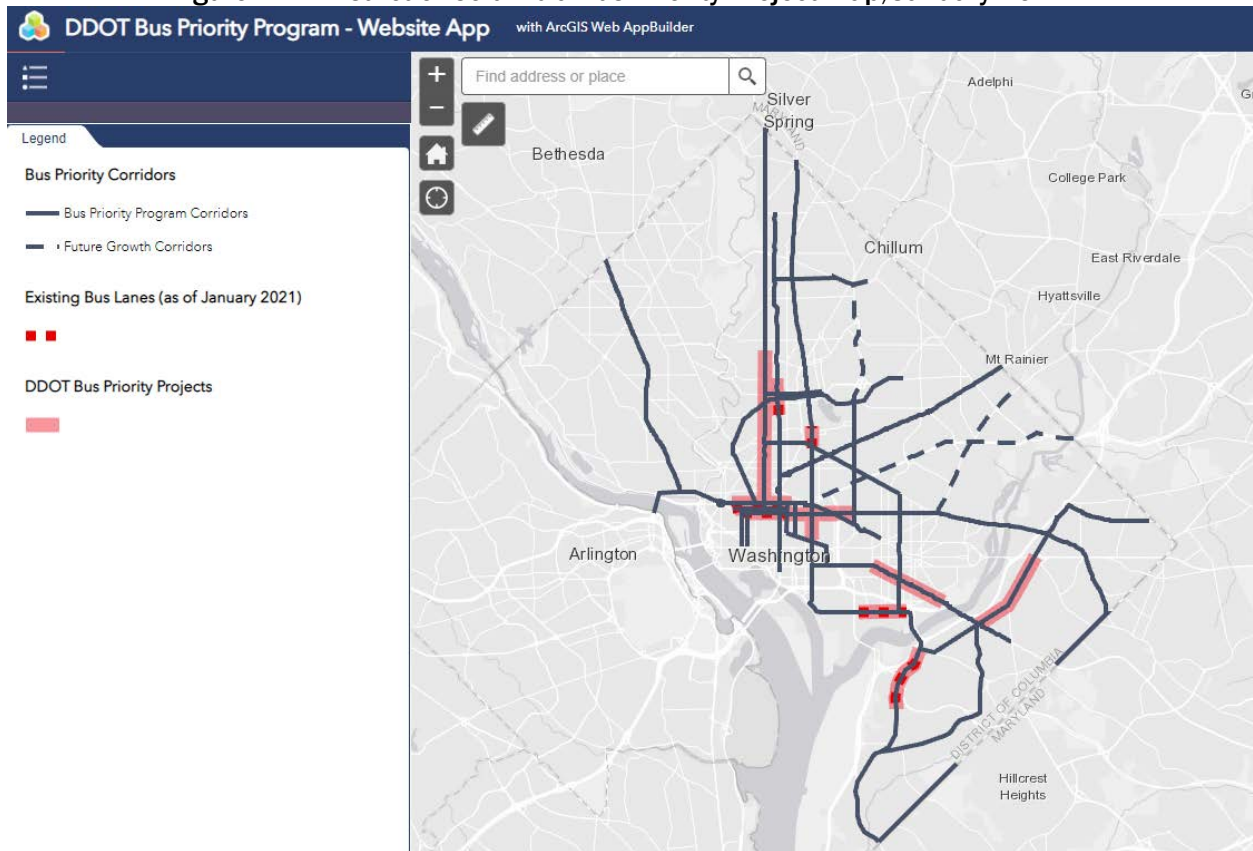 DDOT Bus Priority Program - Website App with ArcGIS Web AppBuilder
Legend
Bus Priority Corridors
Bus Priority Program Corridors
Future Growth Corridors
Existing Bus Lanes (as of January 2021)
DDOT Bus Priority Projects
+
−
Find address or place
Adelphi
Silver
Spring
MARYLAND
Bethesda
College Park
Chillum
East Riverdale
Hyattsville
Mt Rainier
Arlington
Washington
DISTRICT OF COLUMBIA
MARYLAND
Hillcrest
Heights